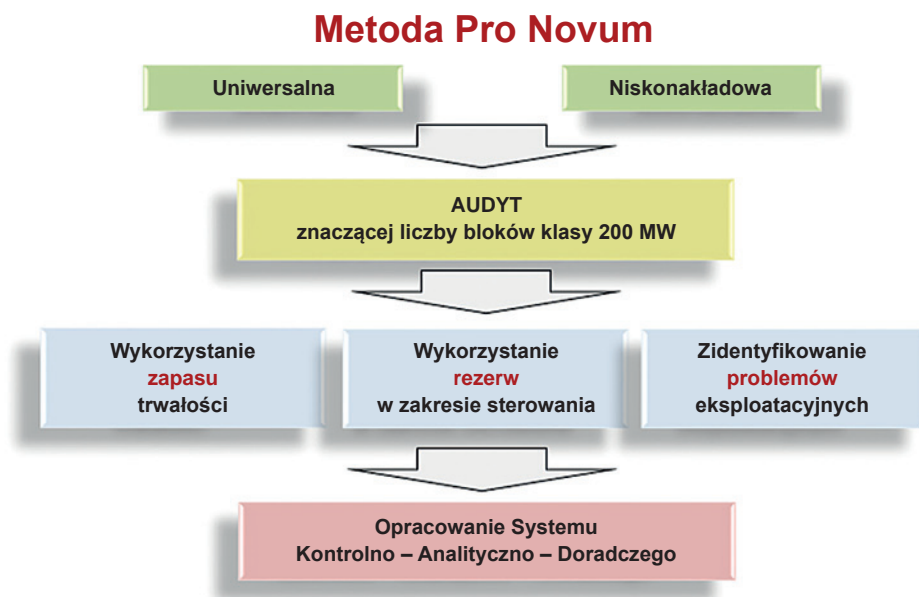 Metoda Pro Novum
Uniwersalna
Niskonakładowa
AUDYT
znaczącej liczby bloków klasy 200 MW
Wykorzystanie
zapasu
trwałości
Wykorzystanie
rezerw
w zakresie sterowania
Zidentyfikowanie
problemów
eksploatacyjnych
Opracowanie Systemu
Kontrolno – Analityczno – Doradczego